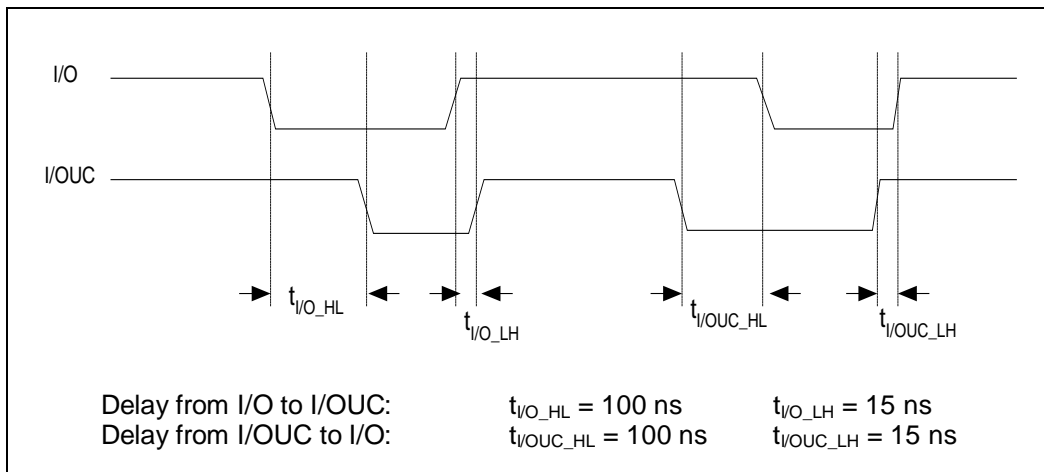 I/O
I/OUC
tI/O_HL tI/O_LH tI/OUC_HL tI/OUC_LH
Delay from I/O to I/OUC: tI/O_HL = 100 ns tI/O_LH = 15 ns
Delay from I/OUC to I/O: tI/OUC_HL = 100 ns tI/OUC_LH = 15 ns